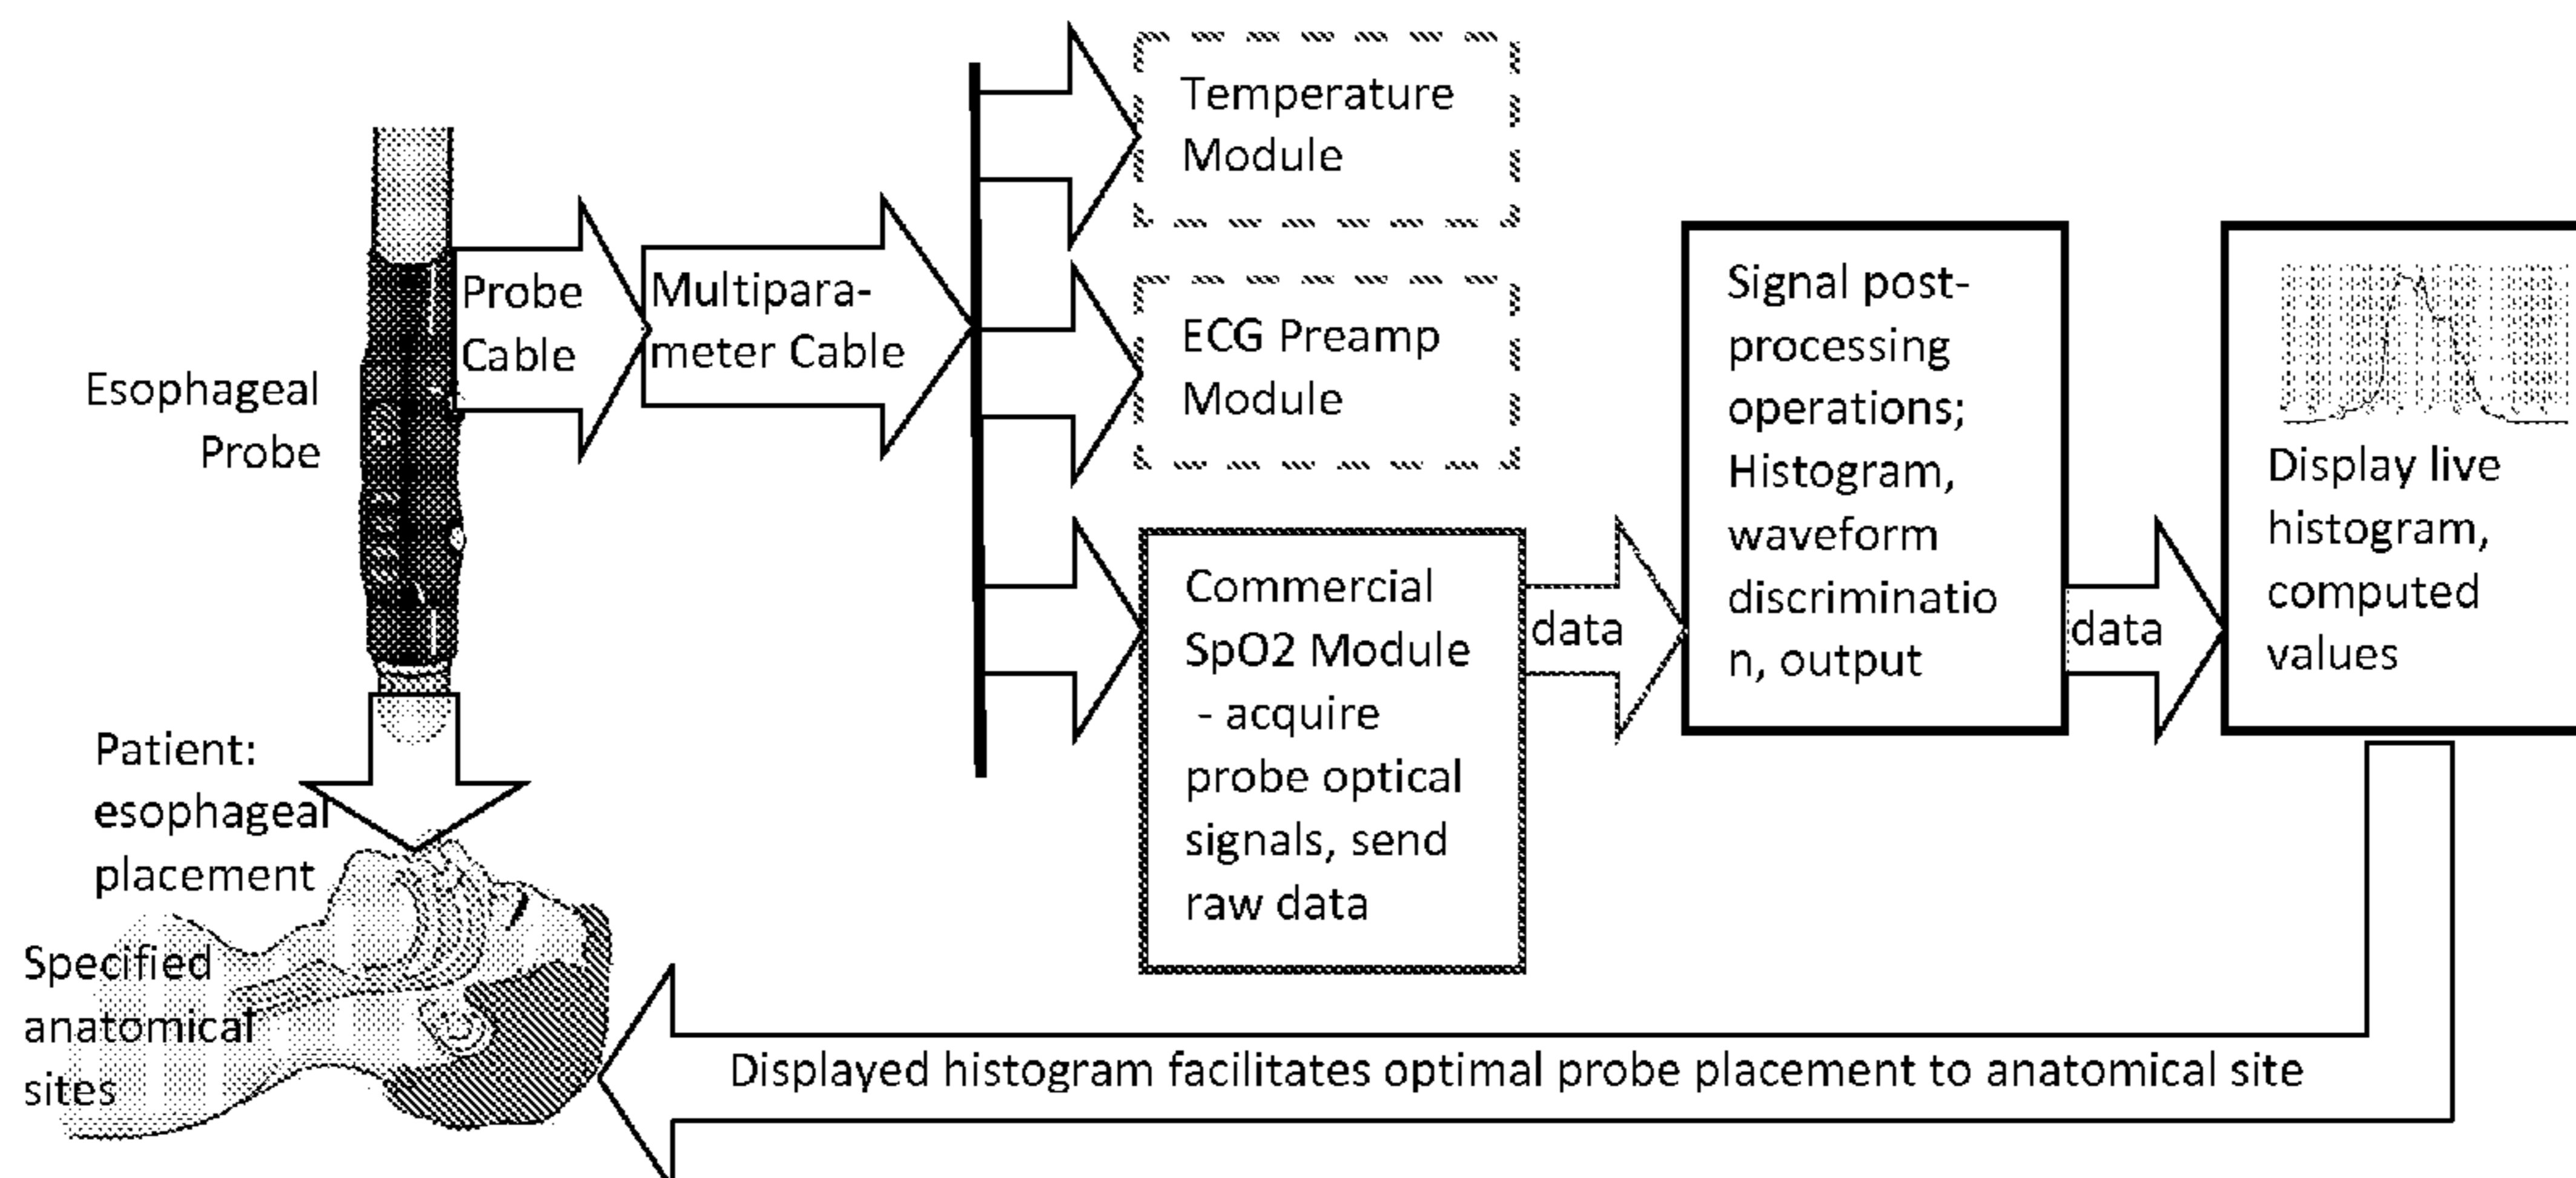 Esophageal
Probe
Probe
Cable
Multipara-
meter Cable
Temperature
Module
ECG Preamp
Module
Commercial
SpO2 Module
- acquire
probe optical
signals, send
raw data
data
Signal post-
processing
operations;
Histogram,
waveform
discriminatio
n, output
data
Display live
histogram,
computed
values
Patient:
esophageal
placement
Specified
anatomical
sites
Displayed histogram facilitates optimal probe placement to anatomical site